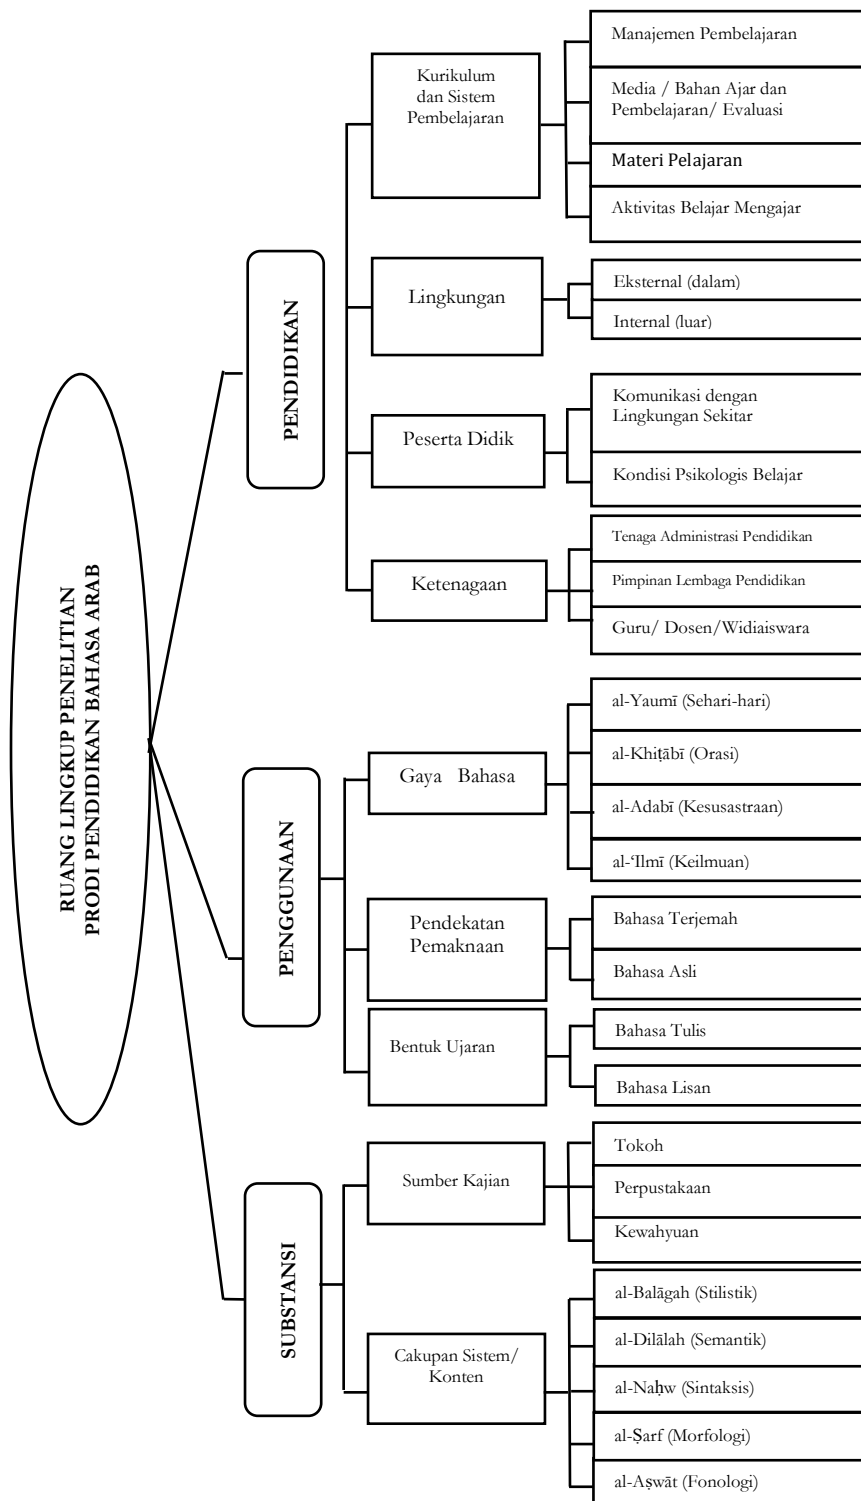 RUANG LINGKUP PENELITIAN
PRODI PENDIDIKAN BAHASA ARAB
PENDIDIKAN
Kurikulum
dan Sistem
Pembelajaran
Manajemen Pembelajaran
Media / Bahan Ajar dan
Pembelajaran/ Evaluasi
Materi Pelajaran
Aktivitas Belajar Mengajar
Lingkungan
Eksternal (dalam)
Internal (luar)
Peserta Didik
Komunikasi dengan
Lingkungan Sekitar
Kondisi Psikologis Belajar
Ketenagaan
Tenaga Administrasi Pendidikan
Pimpinan Lembaga Pendidikan
Guru/ Dosen/Widiaiswara
PENGGUNAAN
Gaya Bahasa
al-Yaumī (Sehari-hari)
al-Khiṭābī (Orasi)
al-Adabī (Kesusastraan)
al-‘Ilmī (Keilmuan)
Pendekatan
Pemaknaan
Bahasa Terjemah
Bahasa Asli
Bentuk Ujaran
Bahasa Tulis
Bahasa Lisan
SUBSTANSI
Sumber Kajian
Tokoh
Perpustakaan
Kewahyuan
Cakupan Sistem/
Konten
al-Balāgah (Stilistik)
al-Dilālah (Semantik)
al-Naḥw (Sintaksis)
al-Ṣarf (Morfologi)
al-Aṣwāt (Fonologi)